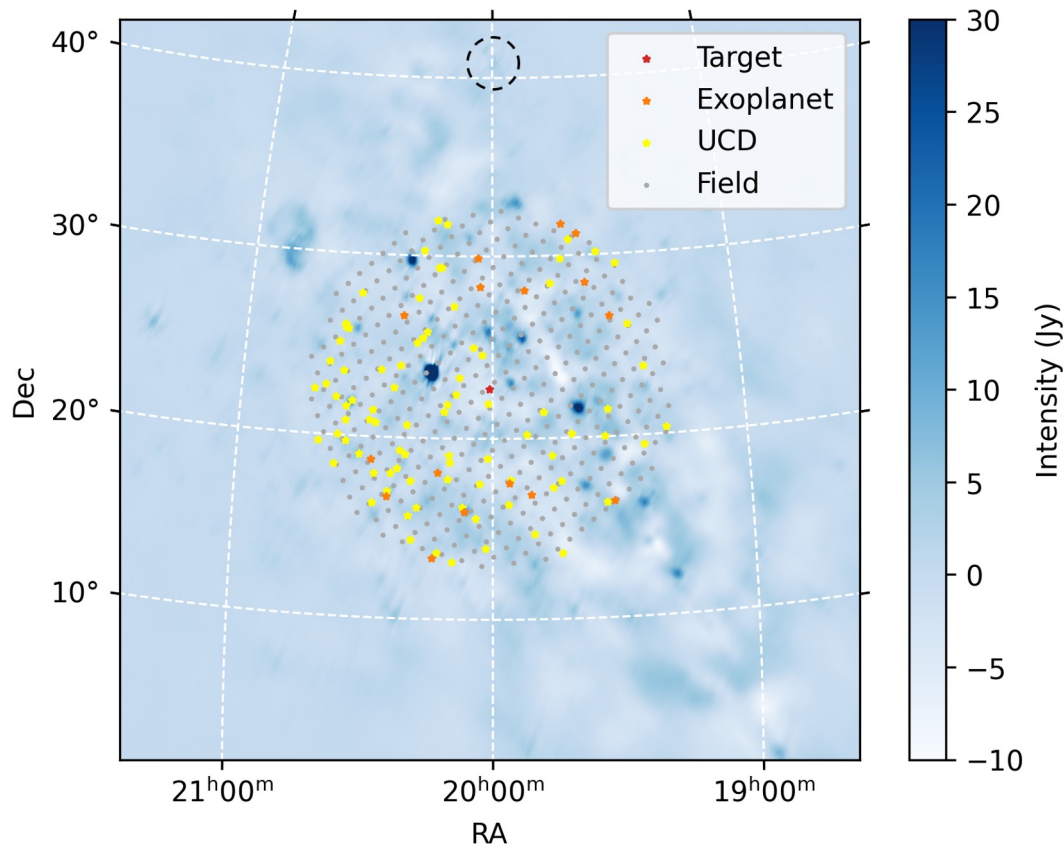 40°
30°
20°
10°
Dec
21ʰ00ᵐ
20ʰ00ᵐ
19ʰ00ᵐ
RA
Target
Exoplanet
UCD
Field
30
25
20
15
10
5
0
−5
−10
Intensity (Jy)